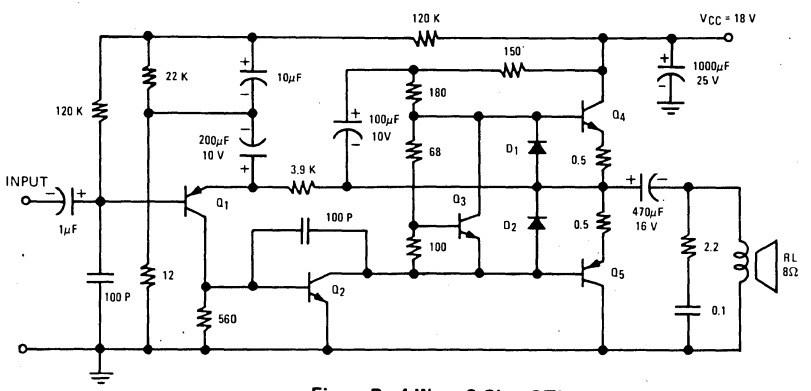 120 K
VCC = 18 V
150
1000µF
25 V
22 K
10µF
180
Q4
120 K
100µF
10V
200µF
10 V
68
D1
0.5
3.9 K
INPUT
Q1
Q3
1µF
100 P
D2
0.5
470µF
16 V
100
2.2
RL
8Ω
100 P
12
Q2
Q5
560
0.1